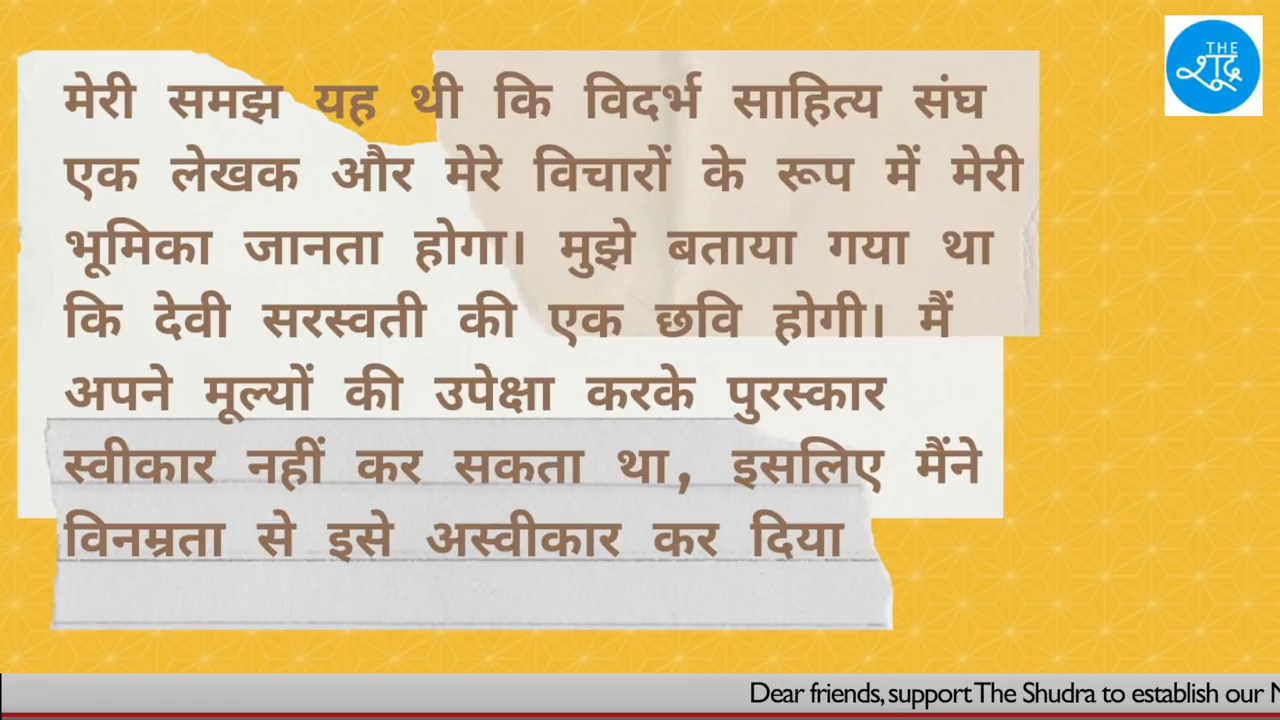 THE
शूद्र
मेरी समझ यह थी कि विदर्भ साहित्य संघ
एक लेखक और मेरे विचारों के रूप में मेरी
भूमिका जानता होगा। मुझे बताया गया था
कि देवी सरस्वती की एक छवि होगी। मैं
अपने मूल्यों की उपेक्षा करके पुरस्कार
स्वीकार नहीं कर सकता था, इसलिए मैंने
विनम्रता से इसे अस्वीकार कर दिया
Dear friends, support The Shudra to establish our N